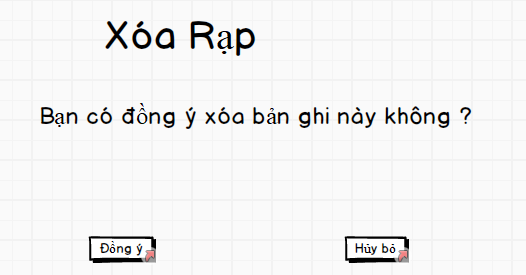 Xóa Rạp
Bạn có đồng ý xóa bản ghi này không ?
Đồng ý
Hủy bỏ